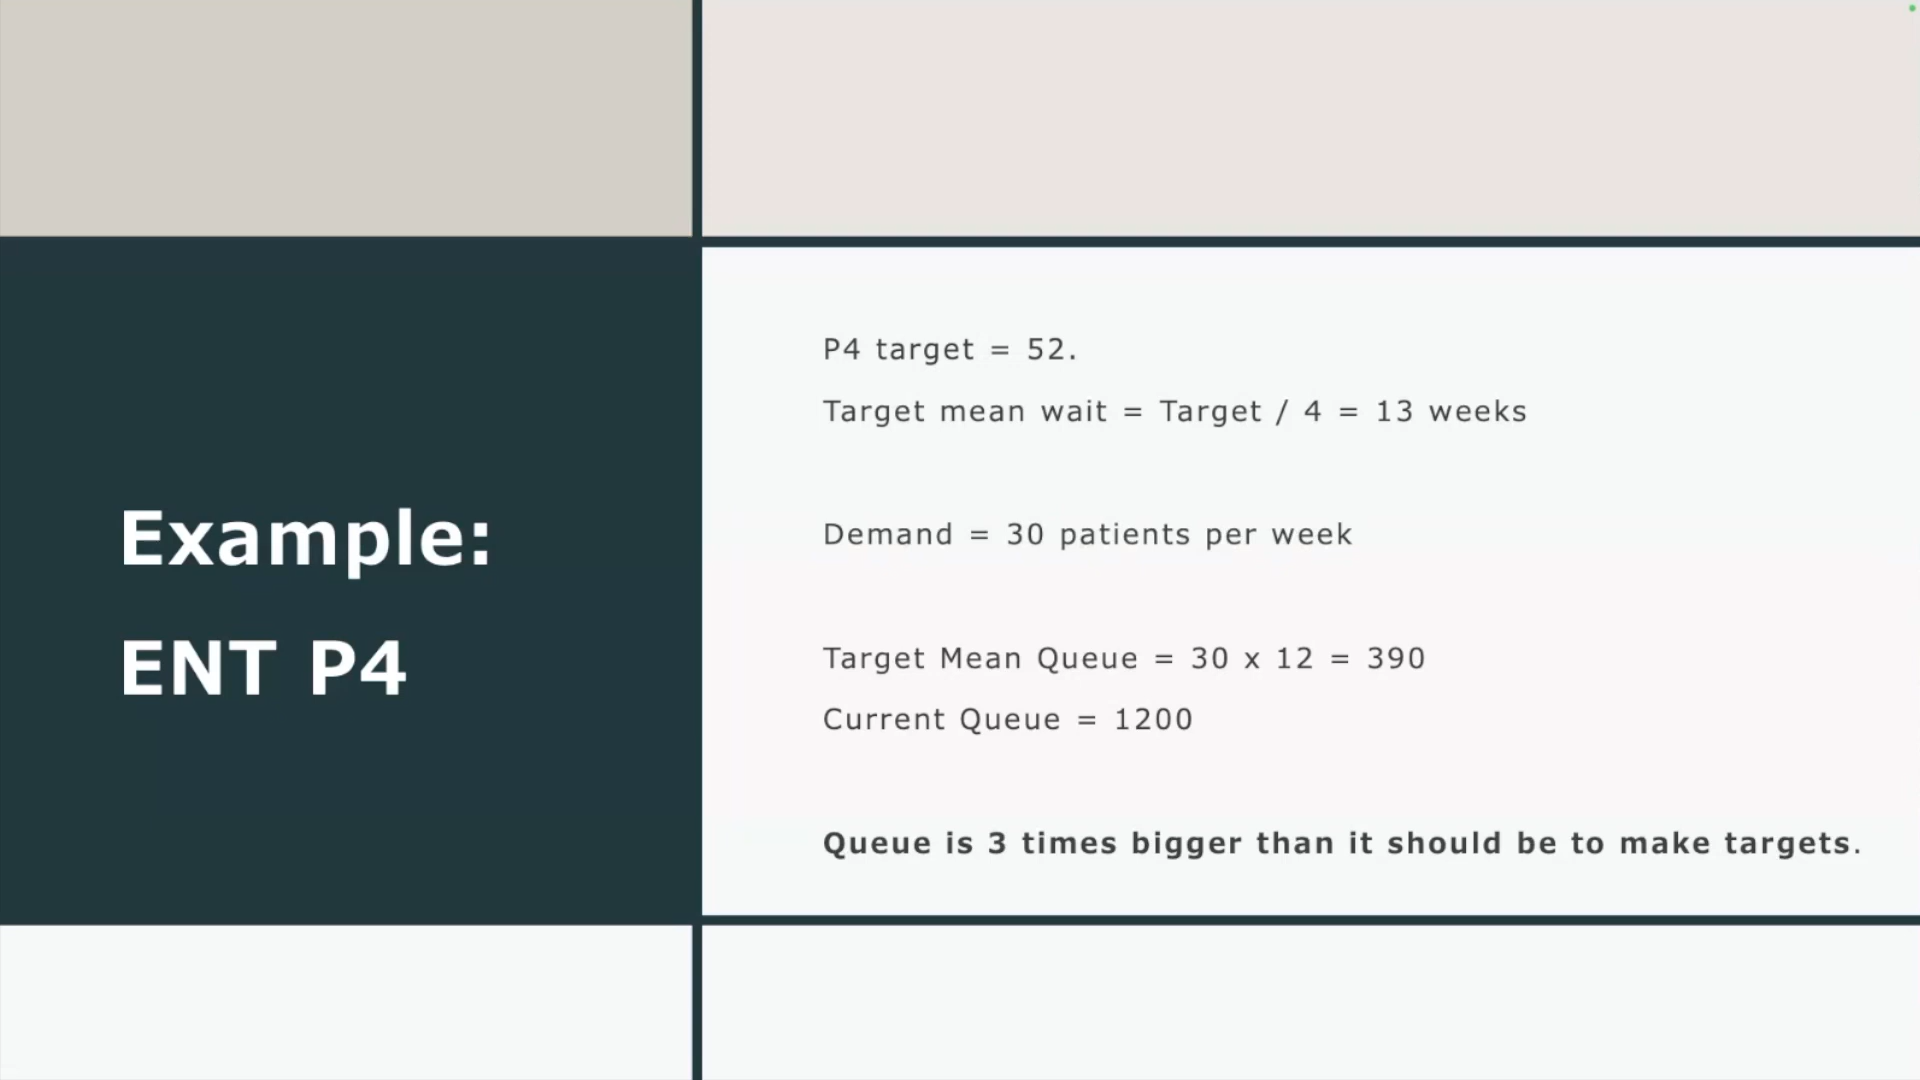 Example:
ENT P4
P4 target = 52.
Target mean wait = Target / 4 = 13 weeks
Demand = 30 patients per week
Target Mean Queue = 30 x 12 = 390
Current Queue = 1200
Queue is 3 times bigger than it should be to make targets.